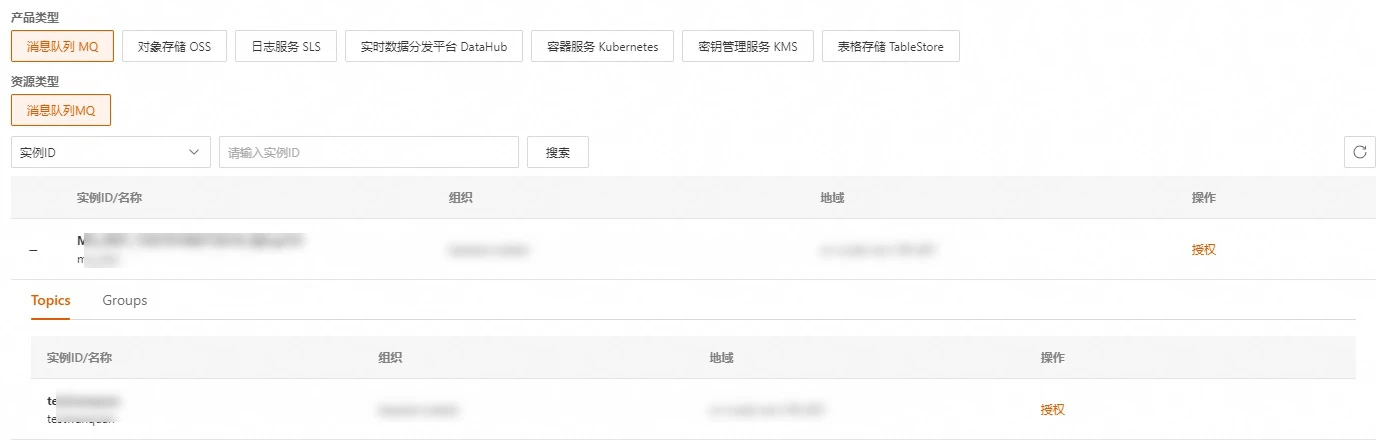 产品类型
消息队列 MQ 对象存储 OSS 日志服务 SLS 实时数据分发平台 DataHub 容器服务 Kubernetes 密钥管理服务 KMS 表格存储 TableStore
资源类型
消息队列MQ
实例ID 请输入实例ID 搜索
实例ID/名称 组织 地域 操作
授权
Topics Groups
实例ID/名称 组织 地域 操作
授权